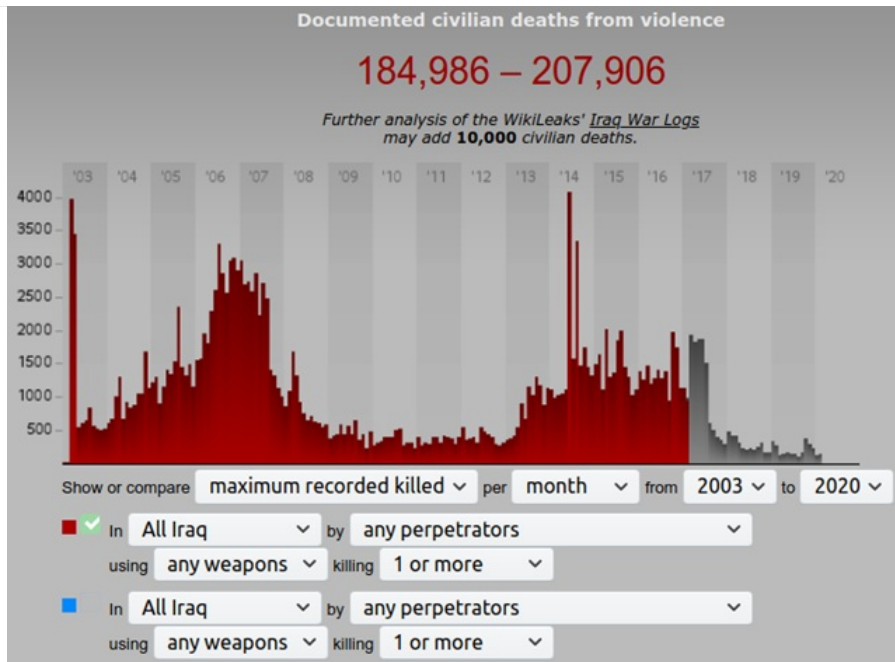 Documented civilian deaths from violence
184,986 – 207,906
Further analysis of the WikiLeaks' Iraq War Logs
may add 10,000 civilian deaths.
'03 '04 '05 '06 '07 '08 '09 '10 '11 '12 '13 '14 '15 '16 '17 '18 '19 '20
4000
3500
3000
2500
2000
1500
1000
500
Show or compare maximum recorded killed per month from 2003 to 2020
In All Iraq by any perpetrators
using any weapons killing 1 or more
In All Iraq by any perpetrators
using any weapons killing 1 or more